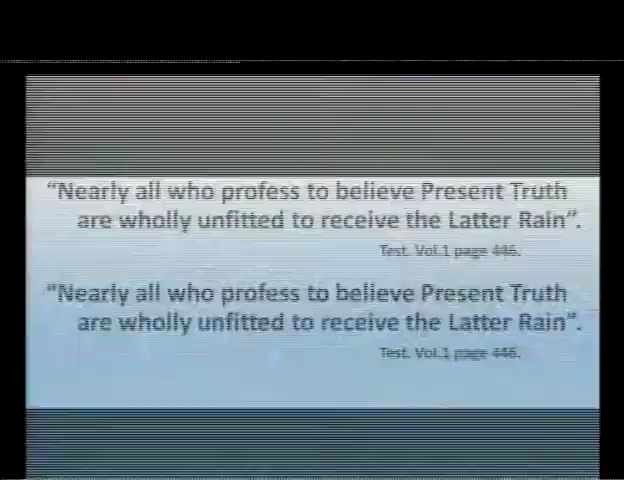 "Nearly all who profess to believe Present Truth
are wholly unfitted to receive the Latter Rain".
Test. Vol.1 page 446.
"Nearly all who profess to believe Present Truth
are wholly unfitted to receive the Latter Rain".
Test. Vol.1 page 446.